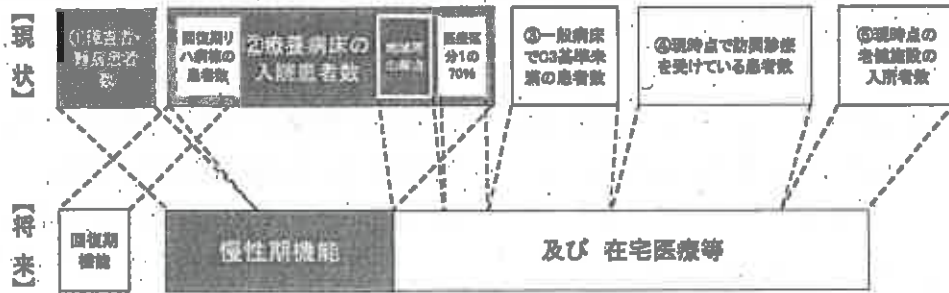 【現状】
①障害者・
難病患者
数
回復期リ
ハ病棟の
患者数
②療養病床の
入院患者数
地域差
医療区
分1の
70%
③一般病床
でC3基準未
満の患者数
④現時点で訪問診療
を受けている患者数
⑤現時点の
老健施設の
入所者数
【将来】
回復期
機能
慢性期機能
及び 在宅医療等